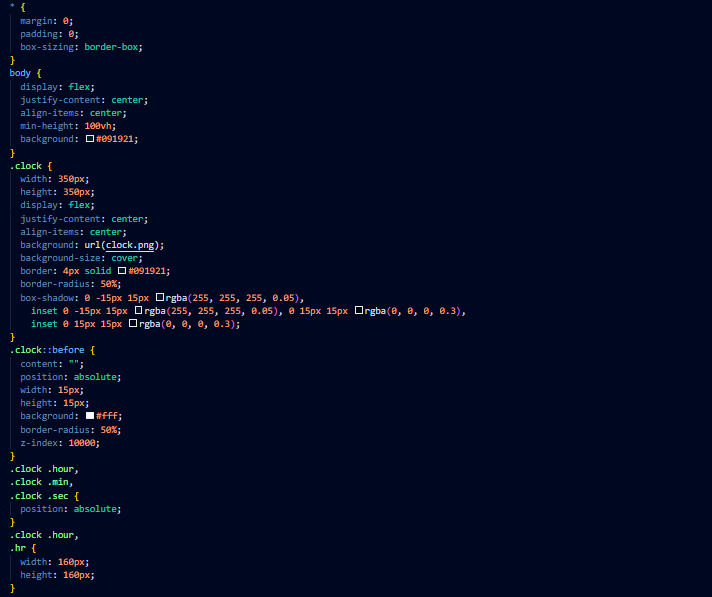 * {
  margin: 0;
  padding: 0;
  box-sizing: border-box;
}
body {
  display: flex;
  justify-content: center;
  align-items: center;
  min-height: 100vh;
  background: #091921;
}
.clock {
  width: 350px;
  height: 350px;
  display: flex;
  justify-content: center;
  align-items: center;
  background: url(clock.png);
  background-size: cover;
  border: 4px solid #091921;
  border-radius: 50%;
  box-shadow: 0 -15px 15px rgba(255, 255, 255, 0.05),
    inset 0 -15px 15px rgba(255, 255, 255, 0.05), 0 15px 15px rgba(0, 0, 0, 0.3),
    inset 0 15px 15px rgba(0, 0, 0, 0.3);
}
.clock::before {
  content: "";
  position: absolute;
  width: 15px;
  height: 15px;
  background: #fff;
  border-radius: 50%;
  z-index: 10000;
}
.clock .hour,
.clock .min,
.clock .sec {
  position: absolute;
}
.clock .hour,
.hr {
  width: 160px;
  height: 160px;
}